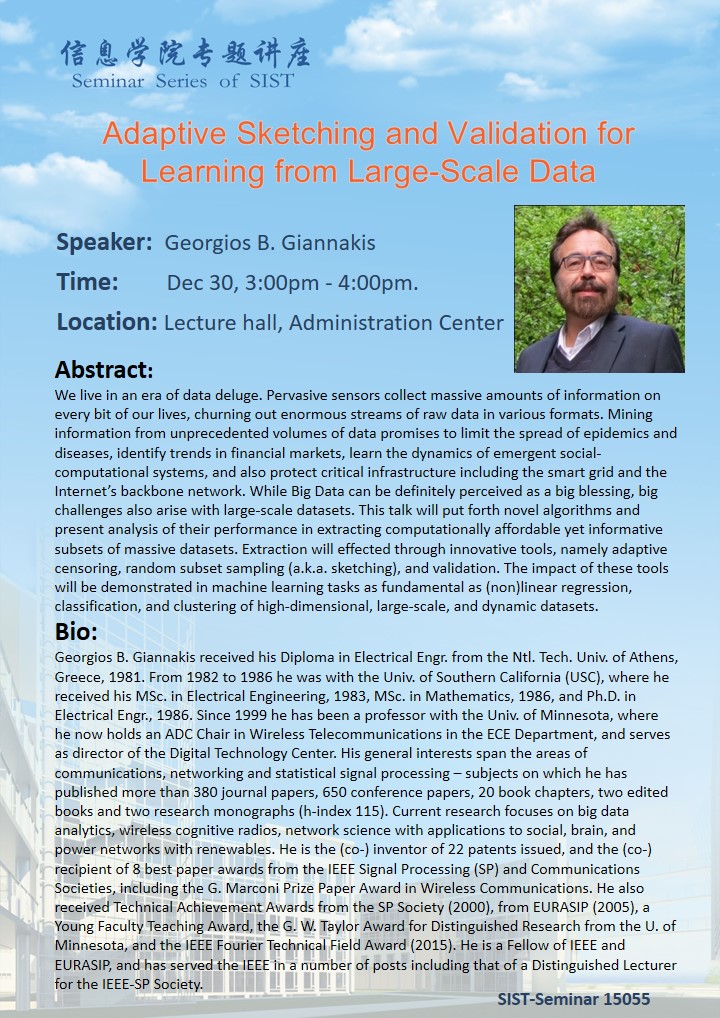 信息学院专题讲座
Seminar Series of SIST
Adaptive Sketching and Validation for
Learning from Large-Scale Data
Speaker: Georgios B. Giannakis
Time: Dec 30, 3:00pm - 4:00pm.
Location: Lecture hall, Administration Center
Abstract:
We live in an era of data deluge. Pervasive sensors collect massive amounts of information on
every bit of our lives, churning out enormous streams of raw data in various formats. Mining
information from unprecedented volumes of data promises to limit the spread of epidemics and
diseases, identify trends in financial markets, learn the dynamics of emergent social-
computational systems, and also protect critical infrastructure including the smart grid and the
Internet’s backbone network. While Big Data can be definitely perceived as a big blessing, big
challenges also arise with large-scale datasets. This talk will put forth novel algorithms and
present analysis of their performance in extracting computationally affordable yet informative
subsets of massive datasets. Extraction will effected through innovative tools, namely adaptive
censoring, random subset sampling (a.k.a. sketching), and validation. The impact of these tools
will be demonstrated in machine learning tasks as fundamental as (non)linear regression,
classification, and clustering of high-dimensional, large-scale, and dynamic datasets.
Bio:
Georgios B. Giannakis received his Diploma in Electrical Engr. from the Ntl. Tech. Univ. of Athens,
Greece, 1981. From 1982 to 1986 he was with the Univ. of Southern California (USC), where he
received his MSc. in Electrical Engineering, 1983, MSc. in Mathematics, 1986, and Ph.D. in
Electrical Engr., 1986. Since 1999 he has been a professor with the Univ. of Minnesota, where
he now holds an ADC Chair in Wireless Telecommunications in the ECE Department, and serves
as director of the Digital Technology Center. His general interests span the areas of
communications, networking and statistical signal processing – subjects on which he has
published more than 380 journal papers, 650 conference papers, 20 book chapters, two edited
books and two research monographs (h-index 115). Current research focuses on big data
analytics, wireless cognitive radios, network science with applications to social, brain, and
power networks with renewables. He is the (co-) inventor of 22 patents issued, and the (co-)
recipient of 8 best paper awards from the IEEE Signal Processing (SP) and Communications
Societies, including the G. Marconi Prize Paper Award in Wireless Communications. He also
received Technical Achievement Awards from the SP Society (2000), from EURASIP (2005), a
Young Faculty Teaching Award, the G. W. Taylor Award for Distinguished Research from the U. of
Minnesota, and the IEEE Fourier Technical Field Award (2015). He is a Fellow of IEEE and
EURASIP, and has served the IEEE in a number of posts including that of a Distinguished Lecturer
for the IEEE-SP Society.
SIST-Seminar 15055